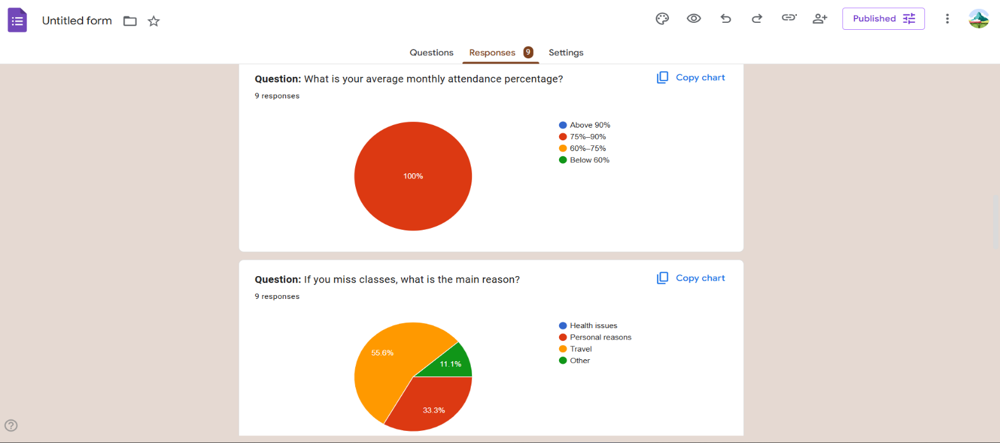 Untitled form
Published
Questions Responses 9 Settings
Question: What is your average monthly attendance percentage?
Copy chart
9 responses
100%
Above 90%
75%–90%
60%–75%
Below 60%
Question: If you miss classes, what is the main reason?
Copy chart
9 responses
55.6%
11.1%
33.3%
Health issues
Personal reasons
Travel
Other